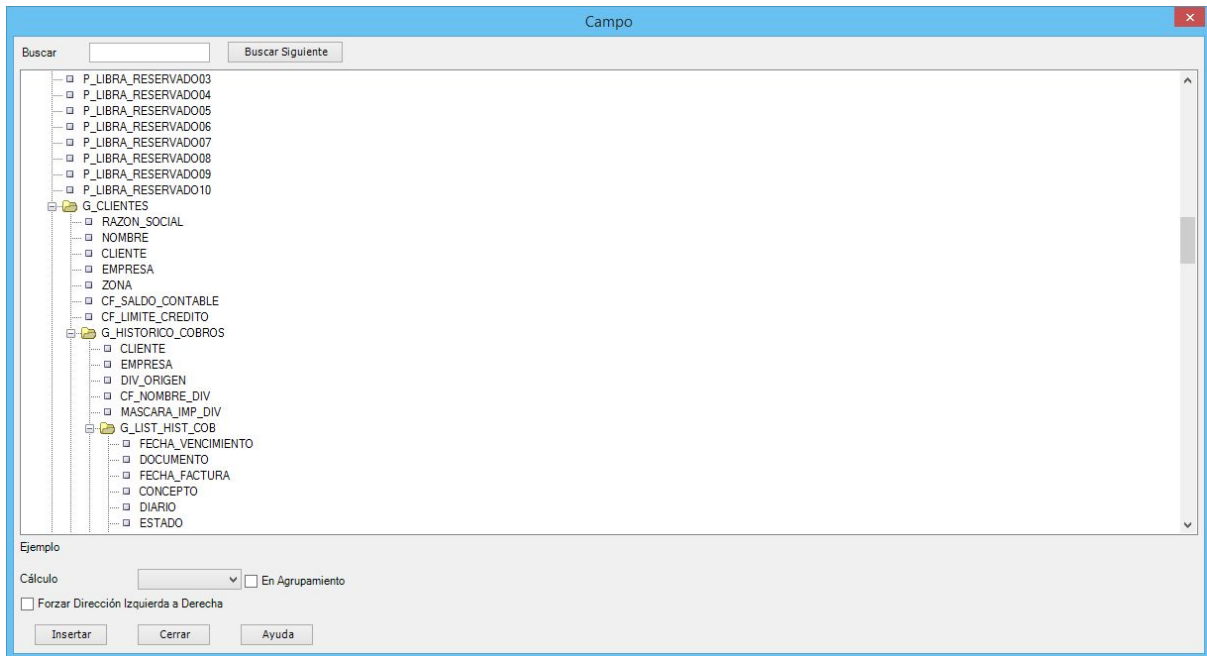 Campo
Buscar
Buscar Siguiente
P_LIBRA_RESERVADO03
P_LIBRA_RESERVADO04
P_LIBRA_RESERVADO05
P_LIBRA_RESERVADO06
P_LIBRA_RESERVADO07
P_LIBRA_RESERVADO08
P_LIBRA_RESERVADO09
P_LIBRA_RESERVADO10
G_CLIENTES
RAZON_SOCIAL
NOMBRE
CLIENTE
EMPRESA
ZONA
CF_SALDO_CONTABLE
CF_LIMITE_CREDITO
G_HISTORICO_COBROS
CLIENTE
EMPRESA
DIV_ORIGEN
CF_NOMBRE_DIV
MASCARA_IMP_DIV
G_LIST_HIST_COB
FECHA_VENCIMIENTO
DOCUMENTO
FECHA_FACTURA
CONCEPTO
DIARIO
ESTADO
Ejemplo
Cálculo
En Agrupamiento
Forzar Dirección Izquierda a Derecha
Insertar
Cerrar
Ayuda